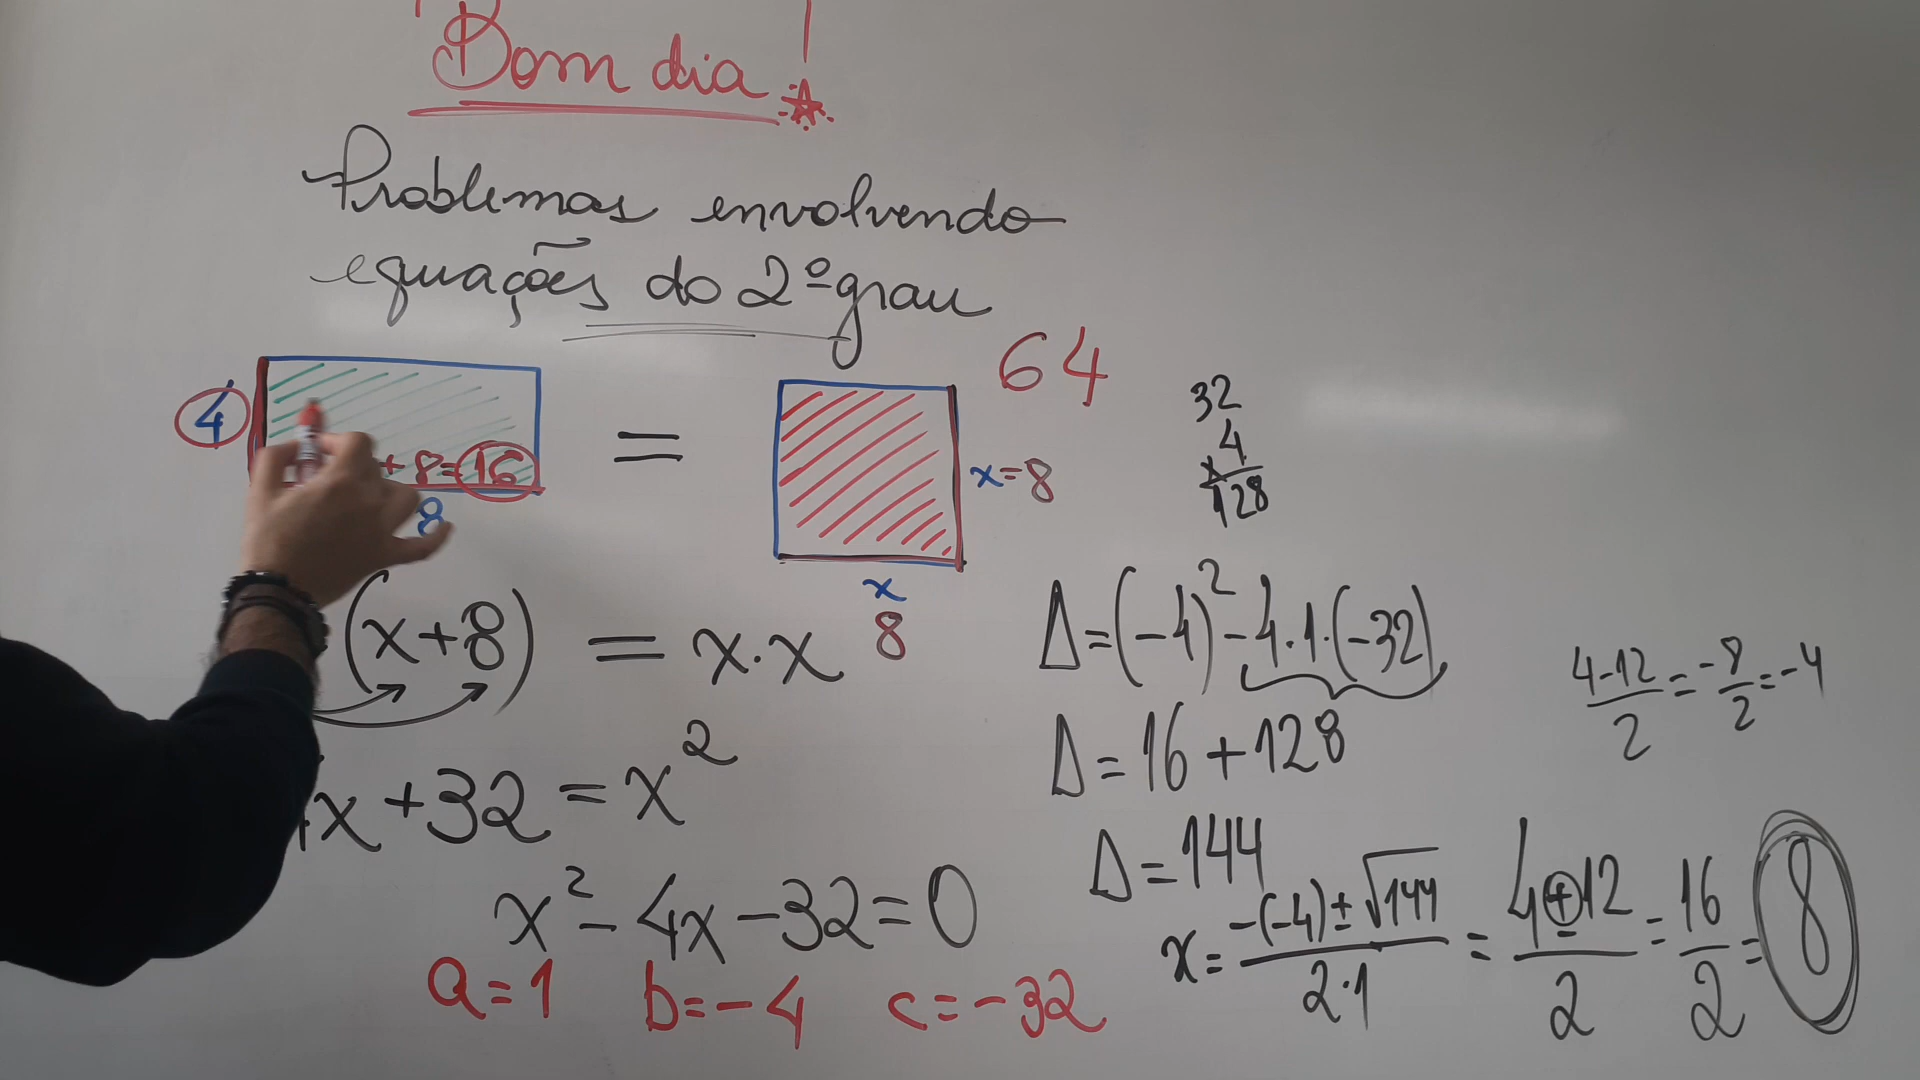 Bom dia!
Problemas envolvendo
equações do 2º grau
4
+ 8 = 16
8
=
64
x = 8
x
8
32
x 4
128
(x + 8) = x . x
4x + 32 = x²
x² - 4x - 32 = 0
a = 1 b = -4 c = -32
Δ = (-4)² - 4 . 1 . (-32)
Δ = 16 + 128
Δ = 144
x = -(-4) ± √144 / 2 . 1 = 4 + 12 / 2 = 16 / 2 = 8
4 - 12 / 2 = -8 / 2 = -4